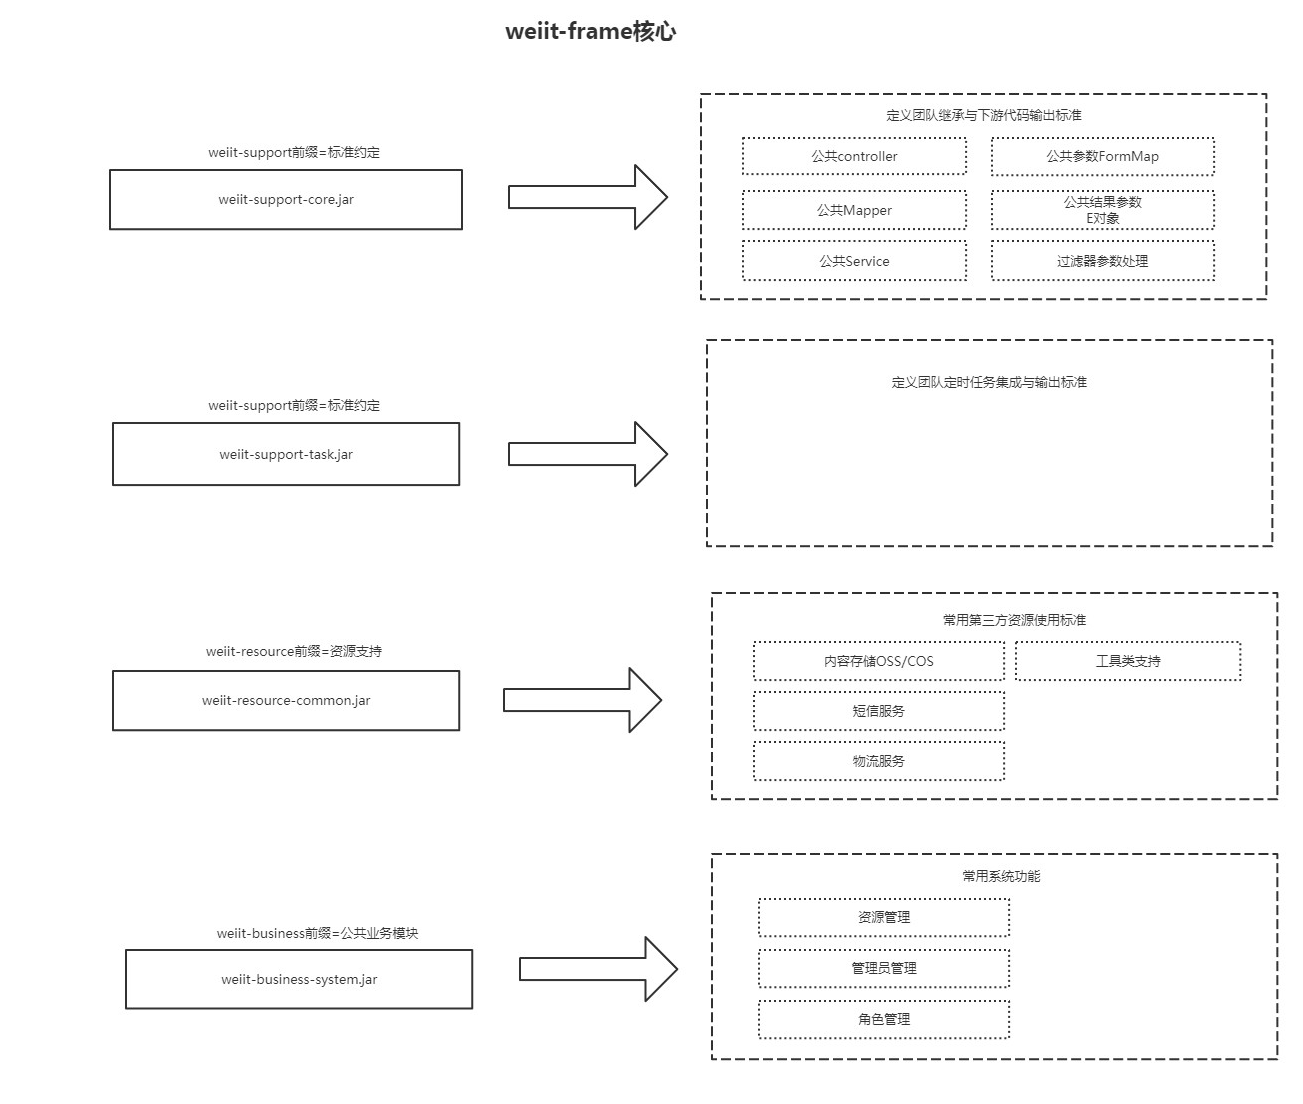 weiit-frame核心
weiit-support前缀=标准约定
weiit-support-core.jar
定义团队继承与下游代码输出标准
公共controller
公共参数FormMap
公共Mapper
公共结果参数
E对象
公共Service
过滤器参数处理
weiit-support前缀=标准约定
weiit-support-task.jar
定义团队定时任务集成与输出标准
weiit-resource前缀=资源支持
weiit-resource-common.jar
常用第三方资源使用标准
内容存储OSS/COS
工具类支持
短信服务
物流服务
weiit-business前缀=公共业务模块
weiit-business-system.jar
常用系统功能
资源管理
管理员管理
角色管理